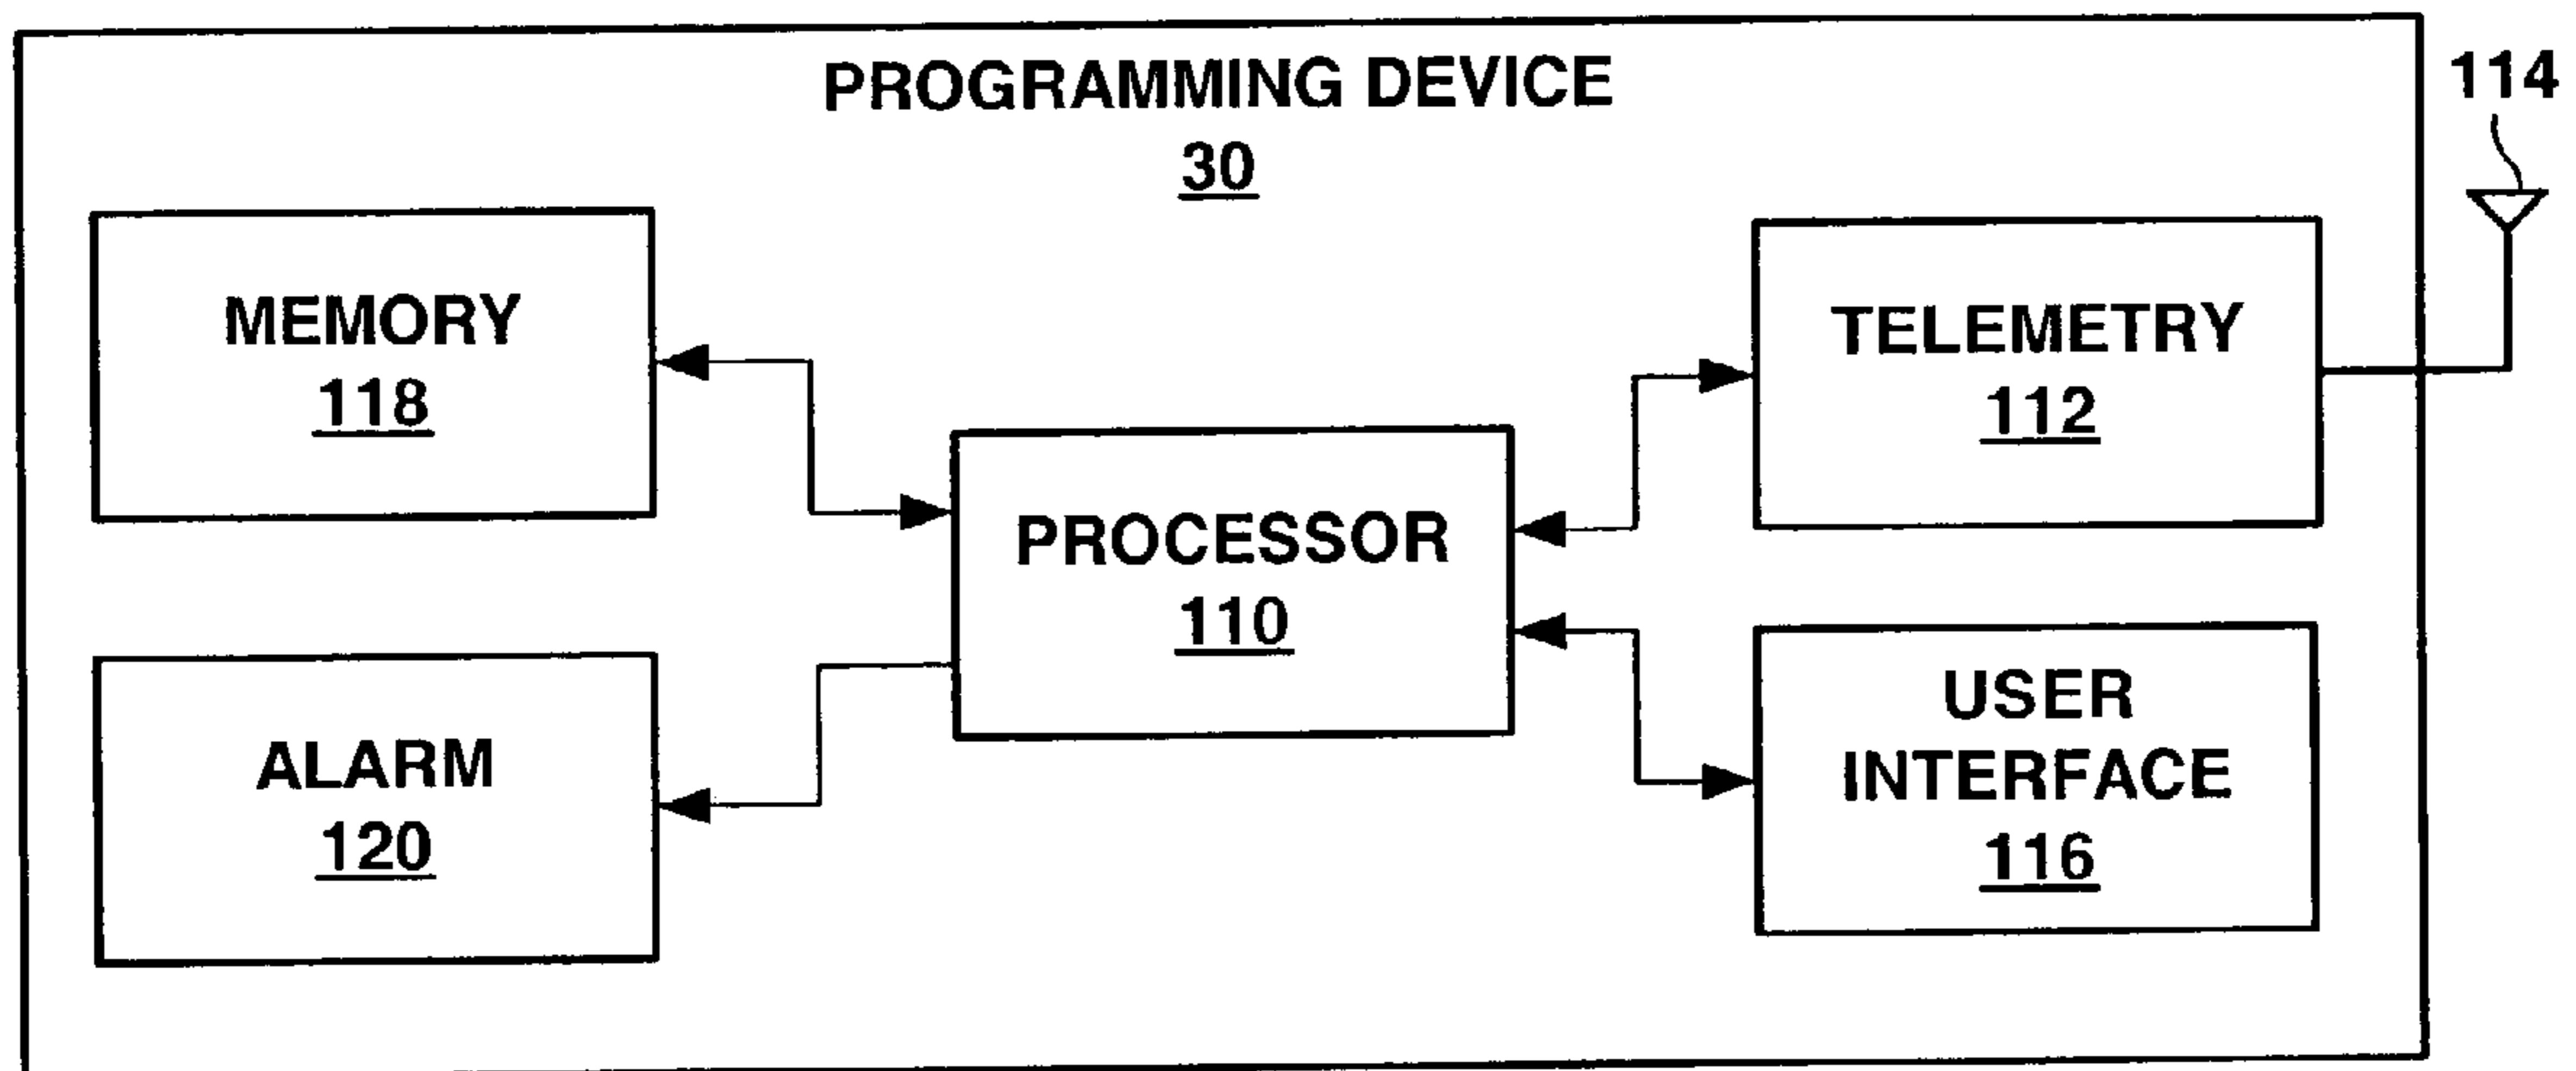 PROGRAMMING DEVICE
30
114
MEMORY
118
TELEMETRY
112
PROCESSOR
110
ALARM
120
USER
INTERFACE
116